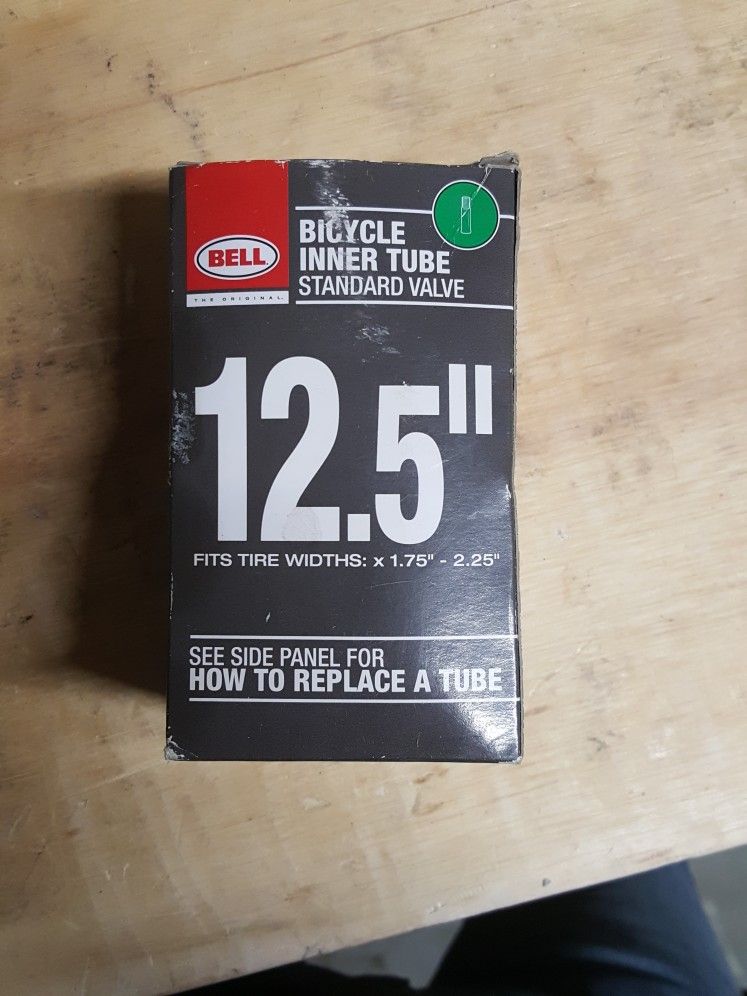 BELL
THE ORIGINAL.
BICYCLE
INNER TUBE
STANDARD VALVE
12.5"
FITS TIRE WIDTHS: x 1.75" - 2.25"
SEE SIDE PANEL FOR
HOW TO REPLACE A TUBE